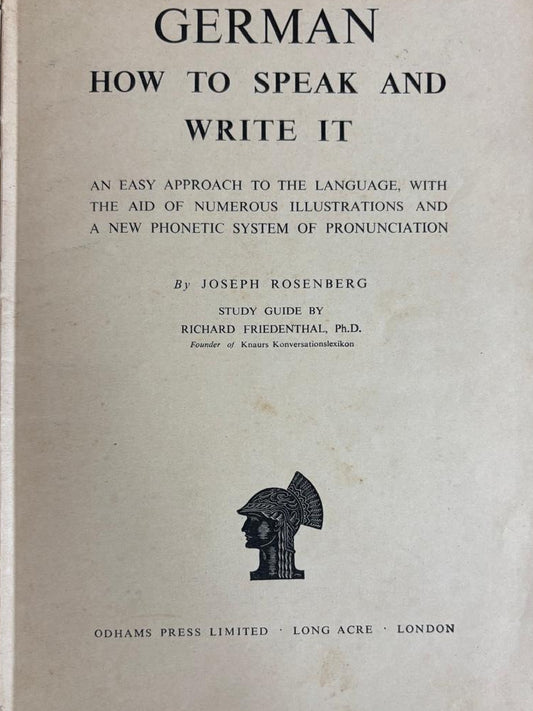 GERMAN
HOW TO SPEAK AND
WRITE IT
AN EASY APPROACH TO THE LANGUAGE, WITH
THE AID OF NUMEROUS ILLUSTRATIONS AND
A NEW PHONETIC SYSTEM OF PRONUNCIATION
By JOSEPH ROSENBERG
STUDY GUIDE BY
RICHARD FRIEDENTHAL, Ph.D.
Founder of Knaurs Konversationslexikon
ODHAMS PRESS LIMITED · LONG ACRE · LONDON